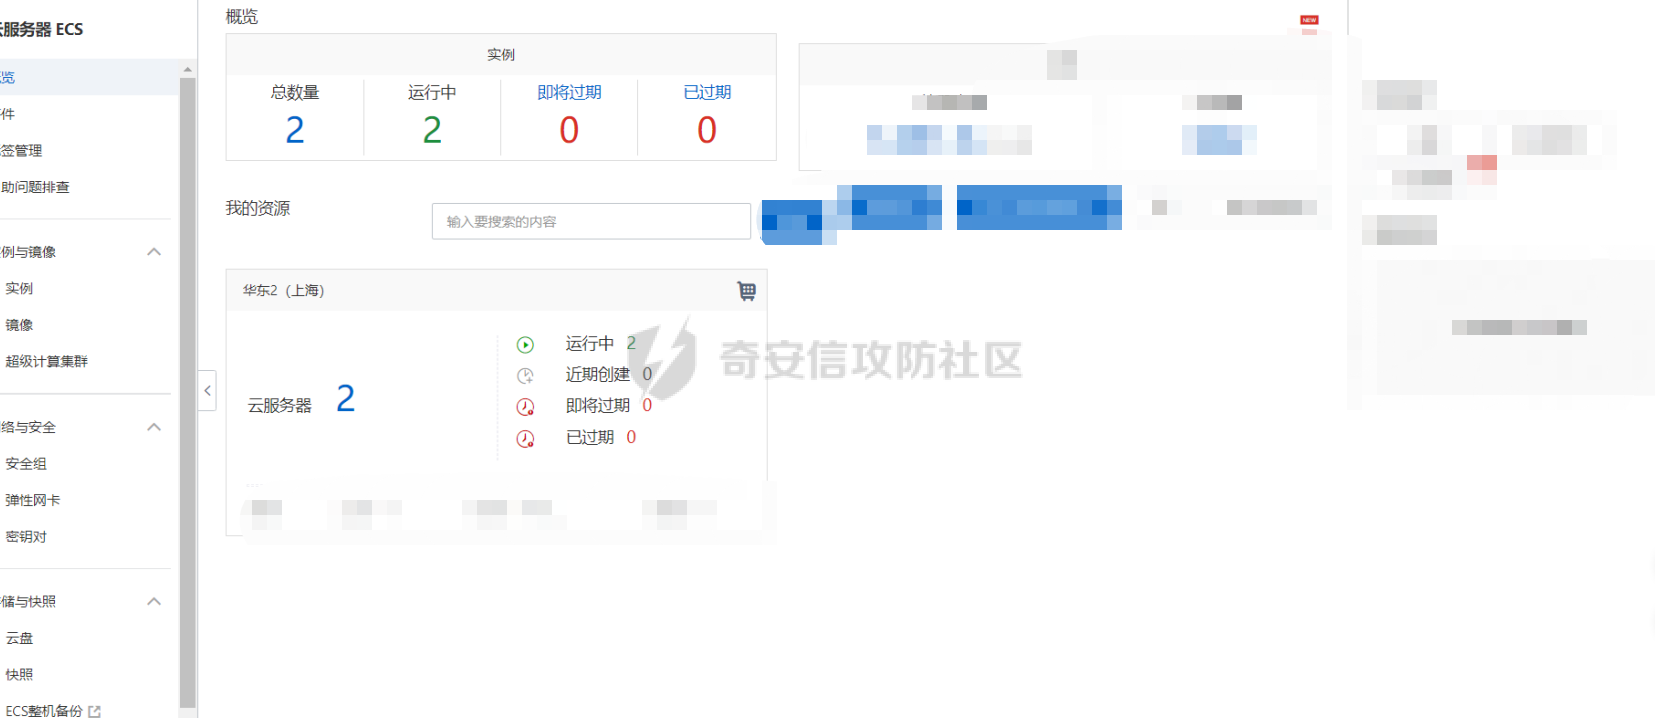 云服务器 ECS
概览
件
签管理
助问题排查
例与镜像
实例
镜像
超级计算集群
络与安全
安全组
弹性网卡
密钥对
储与快照
云盘
快照
ECS整机备份
概览
实例
总数量 运行中 即将过期 已过期
2 2 0 0
NEW
我的资源
输入要搜索的内容
华东2（上海）
云服务器 2
运行中 2
近期创建 0
即将过期 0
已过期 0
奇安信攻防社区